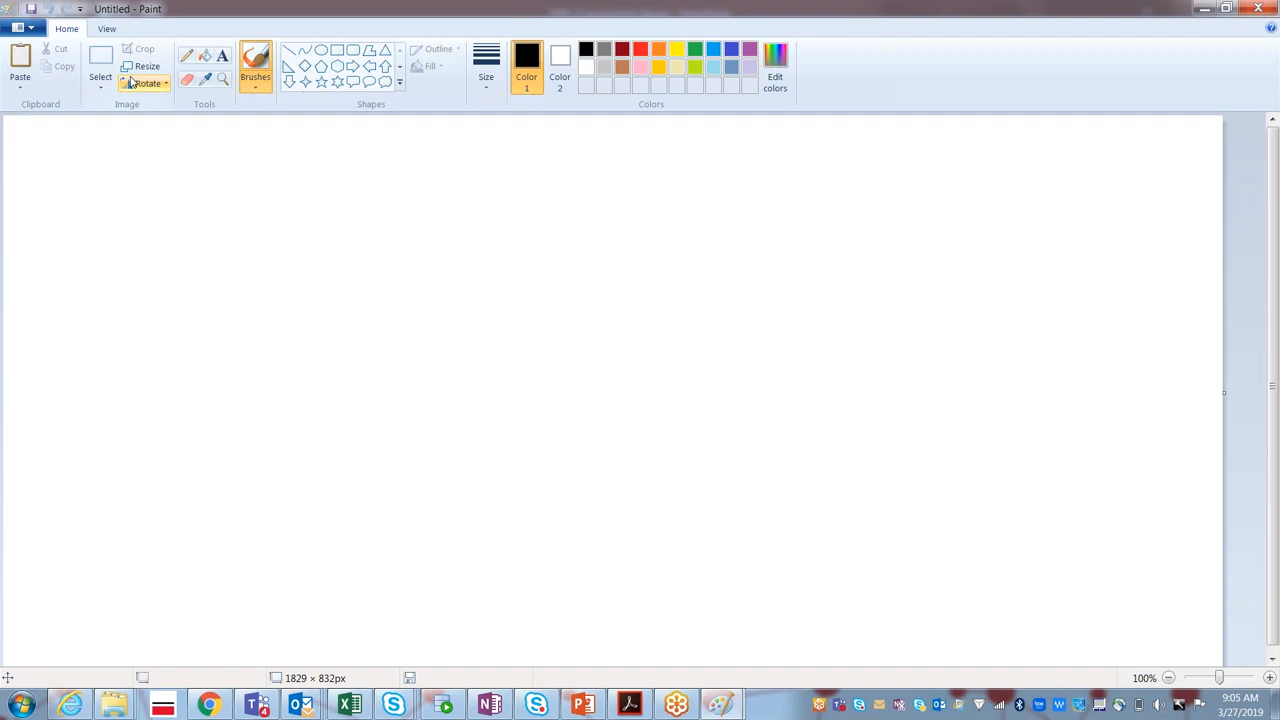 Untitled - Paint
Home View
Paste
Clipboard
Cut
Copy
Select
Crop
Resize
Rotate
Image
A
Tools
Brushes
Outline
Fill
Shapes
Size
Color 1
Color 2
Edit colors
Colors
1829 × 832px
100%
9:05 AM
3/27/2019